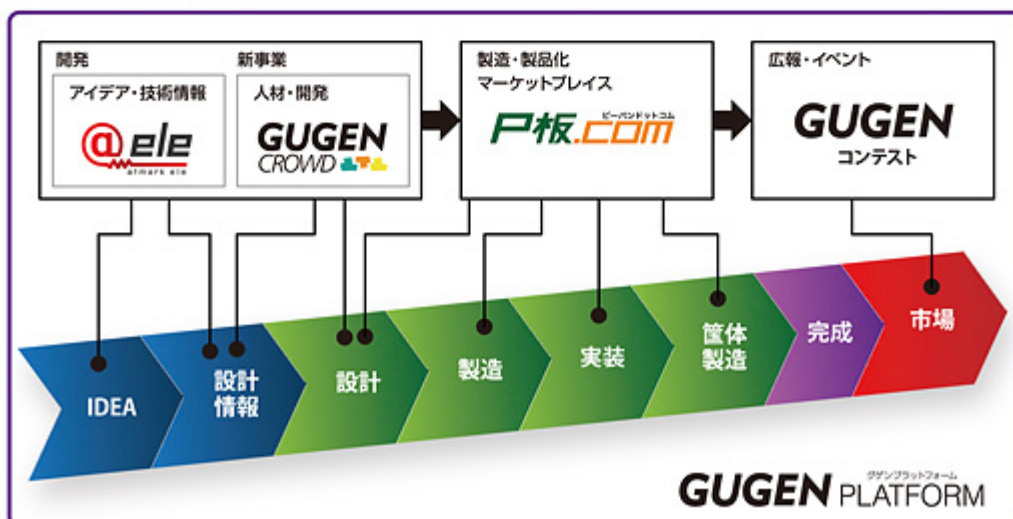 開発
新事業
製造・製品化
マーケットプレイス
広報・イベント
アイデア・技術情報
人材・開発
@ele
atmark ele
GUGEN
CROWD
ピーバンドットコム
P板.com
GUGEN
コンテスト
IDEA
設計
情報
設計
製造
実装
筐体
製造
完成
市場
グゲンプラットフォーム
GUGEN PLATFORM